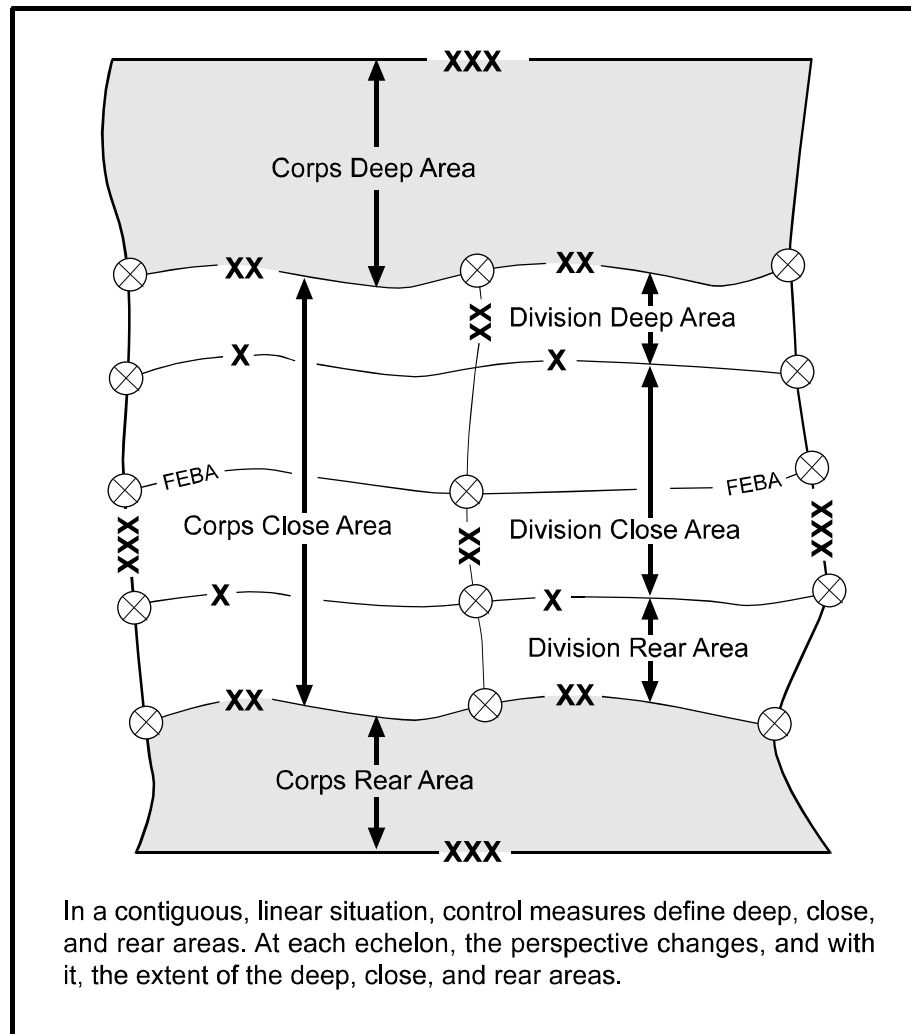 XXX
Corps Deep Area
XX XX
XX
Division Deep Area
X X
FEBA FEBA
XXX
Corps Close Area
XX
Division Close Area
XXX
X X
Division Rear Area
XX XX
Corps Rear Area
XXX
In a contiguous, linear situation, control measures define deep, close,
and rear areas. At each echelon, the perspective changes, and with
it, the extent of the deep, close, and rear areas.